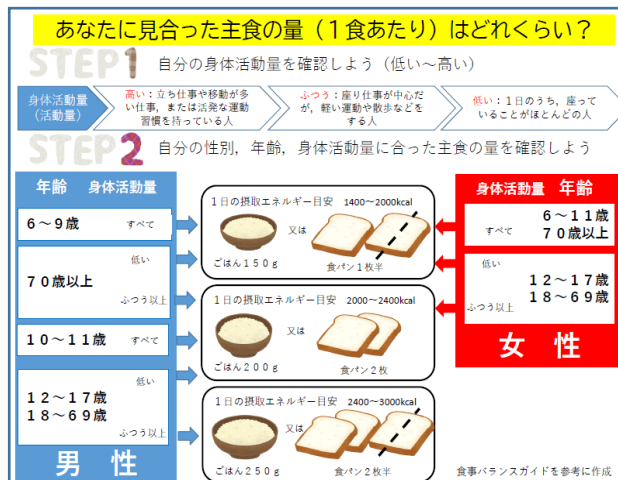 あなたに見合った主食の量（１食あたり）はどれくらい？
STEP1 自分の身体活動量を確認しよう（低い～高い）
身体活動量
（活動量）
高い：立ち仕事や移動が多
い仕事，または活発な運動
習慣を持っている人
ふつう：座り仕事が中心だ
が，軽い運動や散歩などを
する人
低い：１日のうち，座って
いることがほとんどの人
STEP2 自分の性別，年齢，身体活動量に合った主食の量を確認しよう
年齢 身体活動量
６～９歳 すべて
低い
７０歳以上
ふつう以上
１０～１１歳 すべて
低い
１２～１７歳
１８～６９歳
ふつう以上
男 性
１日の摂取エネルギー目安 1400～2000kcal
又は
ごはん１５０ｇ 食パン１枚半
１日の摂取エネルギー目安 2000～2400kcal
又は
ごはん２００ｇ 食パン２枚
１日の摂取エネルギー目安 2400～3000kcal
又は
ごはん２５０ｇ 食パン２枚半
身体活動量 年齢
６～１１歳
すべて ７０歳以上
低い
１２～１７歳
１８～６９歳
ふつう以上
女 性
食事バランスガイドを参考に作成